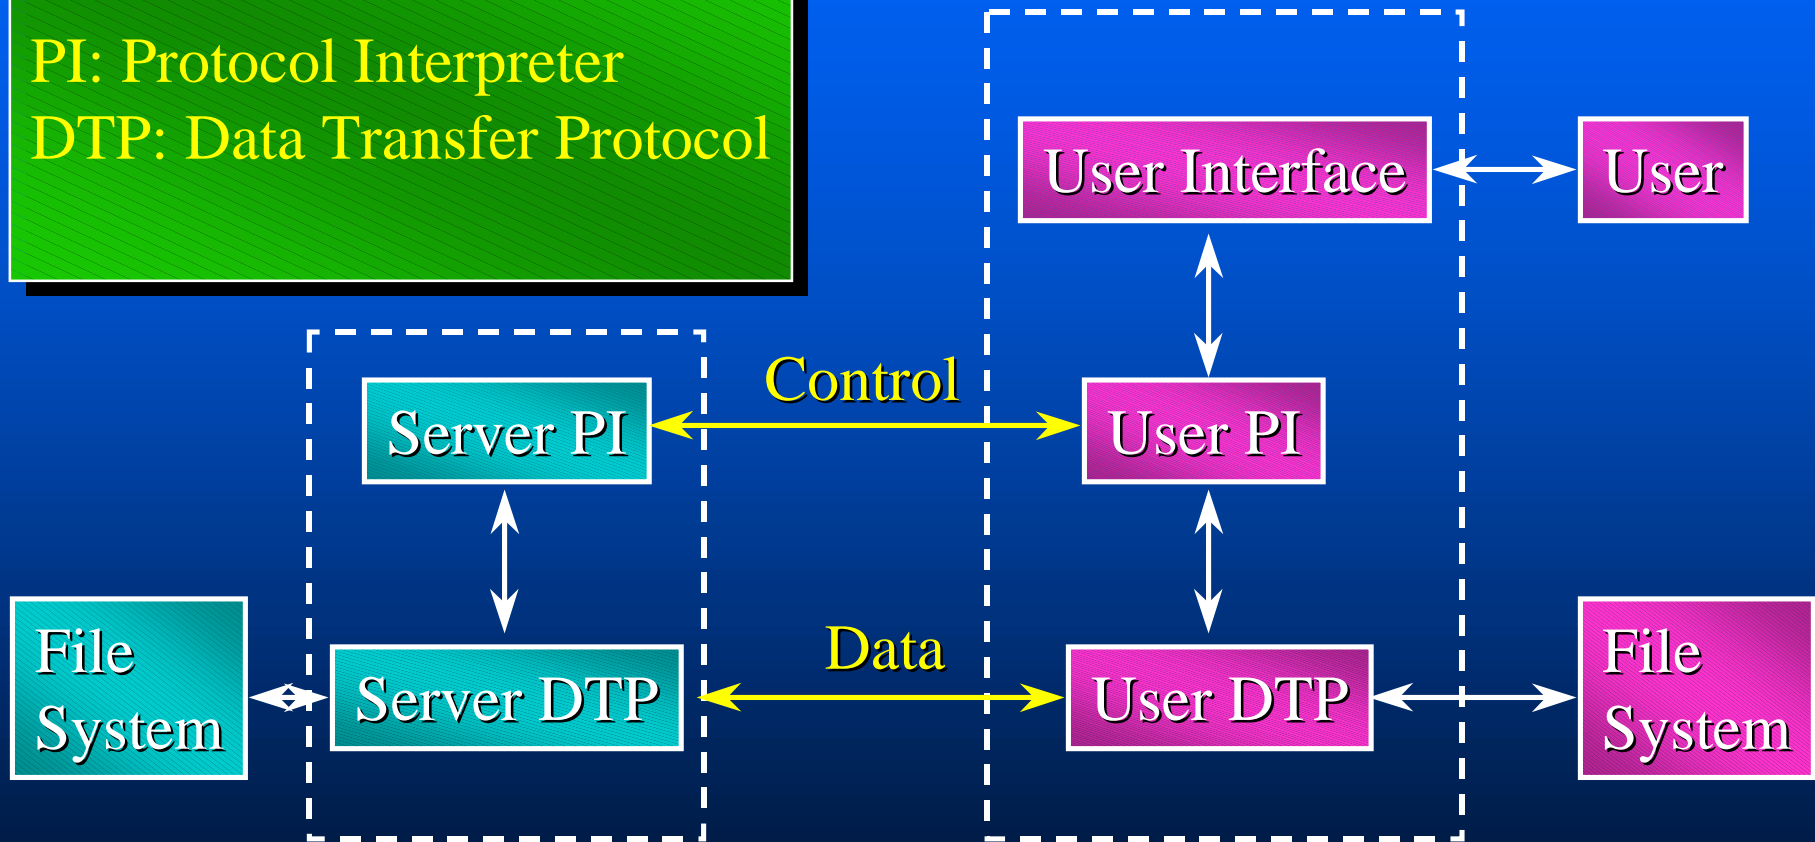 PI: Protocol Interpreter
DTP: Data Transfer Protocol
User Interface
User
Control
Server PI
User PI
Data
File
System
Server DTP
User DTP
File
System